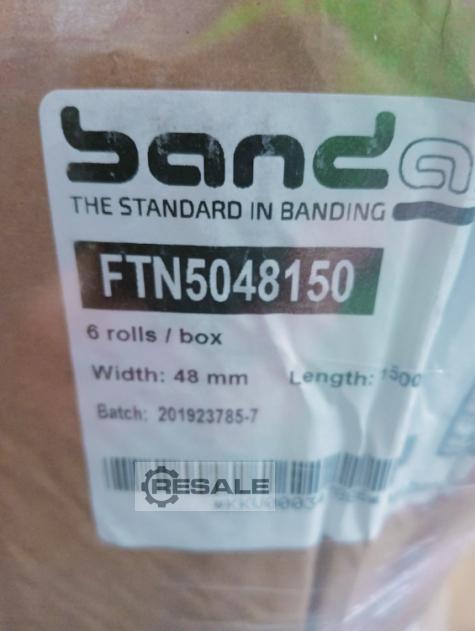 banda
THE STANDARD IN BANDING
FTN5048150
6 rolls / box
Width: 48 mm Length:
Batch: 201923785-7
RESALE